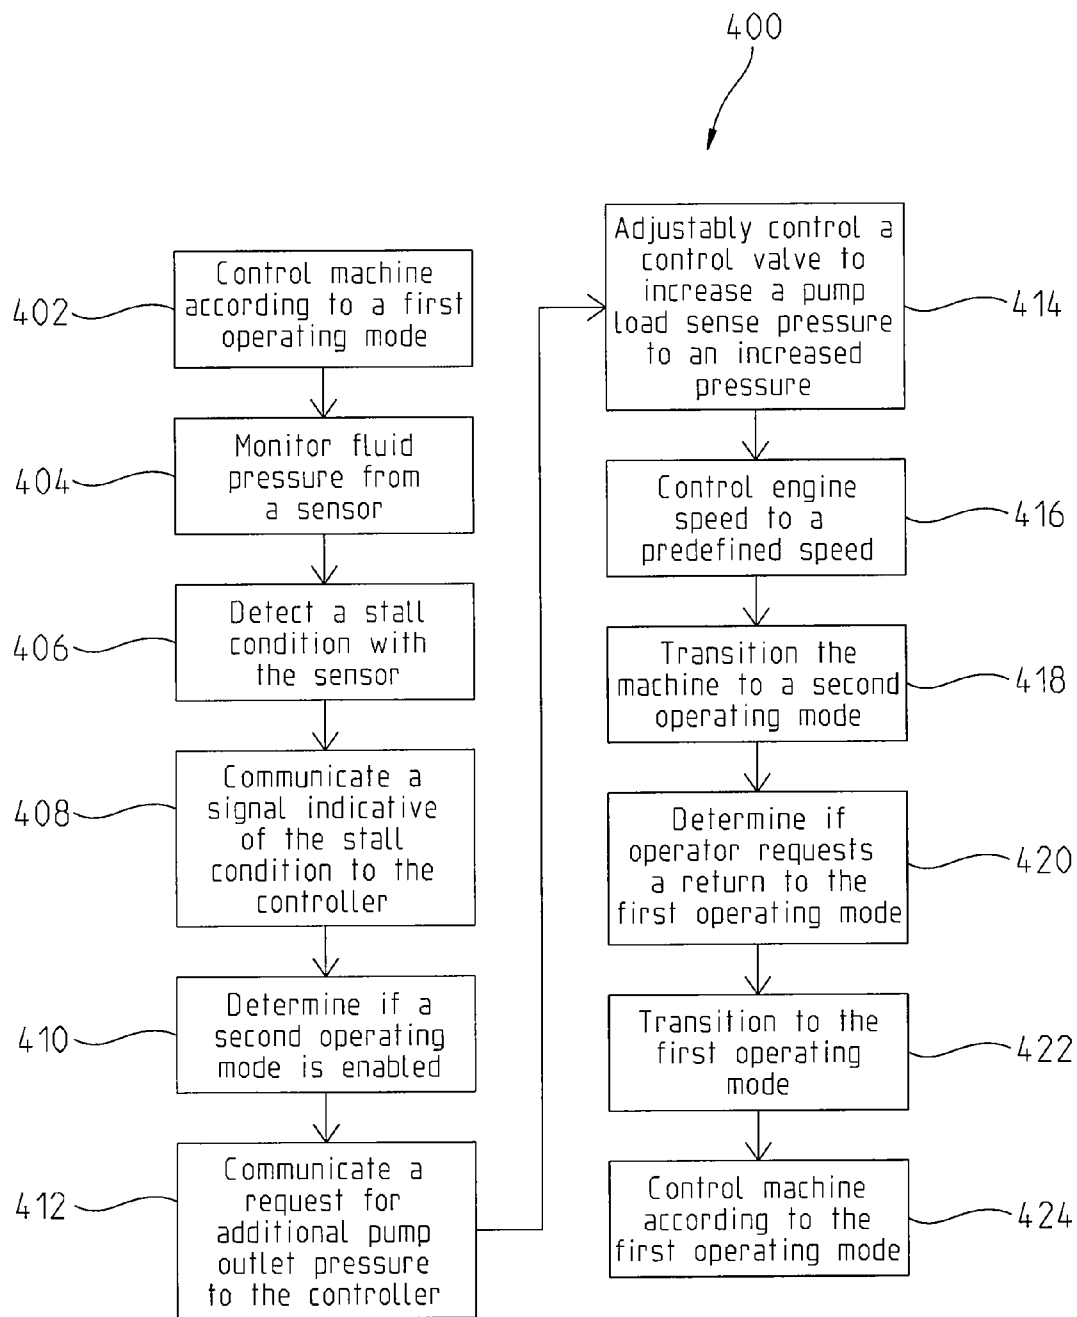 400
402
Control machine
according to a first
operating mode
404
Monitor fluid
pressure from
a sensor
406
Detect a stall
condition with
the sensor
408
Communicate a
signal indicative
of the stall
condition to the
controller
410
Determine if a
second operating
mode is enabled
412
Communicate a
request for
additional pump
outlet pressure
to the controller
Adjustably control a
control valve to
increase a pump
load sense pressure
to an increased
pressure
414
Control engine
speed to a
predefined speed
416
Transition the
machine to a second
operating mode
418
Determine if
operator requests
a return to the
first operating mode
420
Transition to the
first operating
mode
422
Control machine
according to the
first operating mode
424